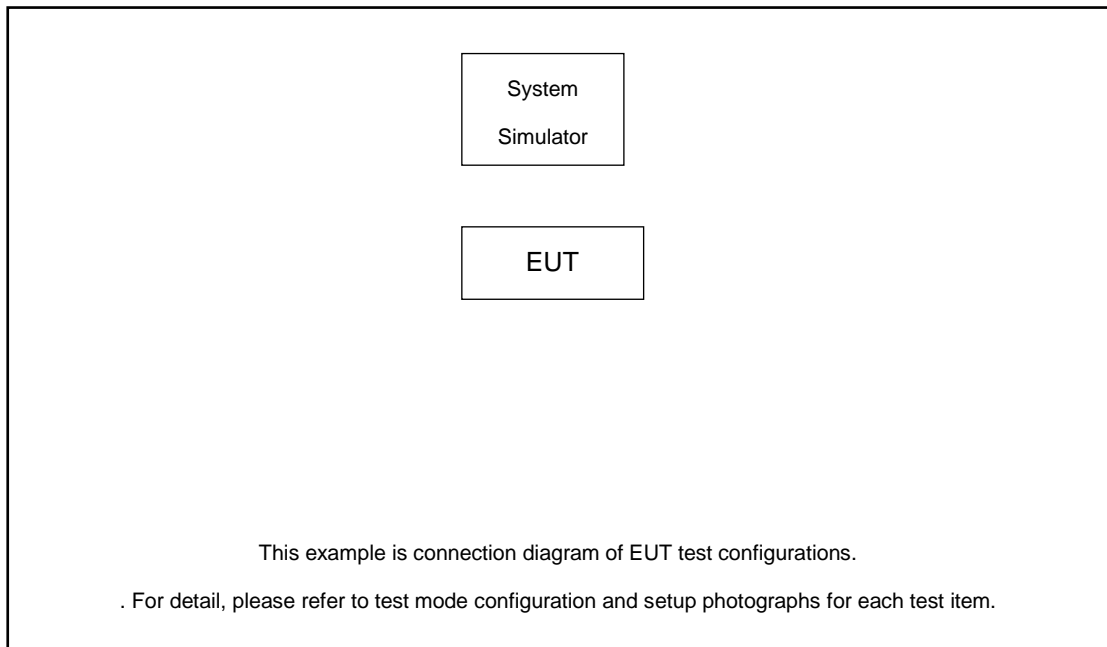 System
Simulator
EUT
This example is connection diagram of EUT test configurations.
. For detail, please refer to test mode configuration and setup photographs for each test item.